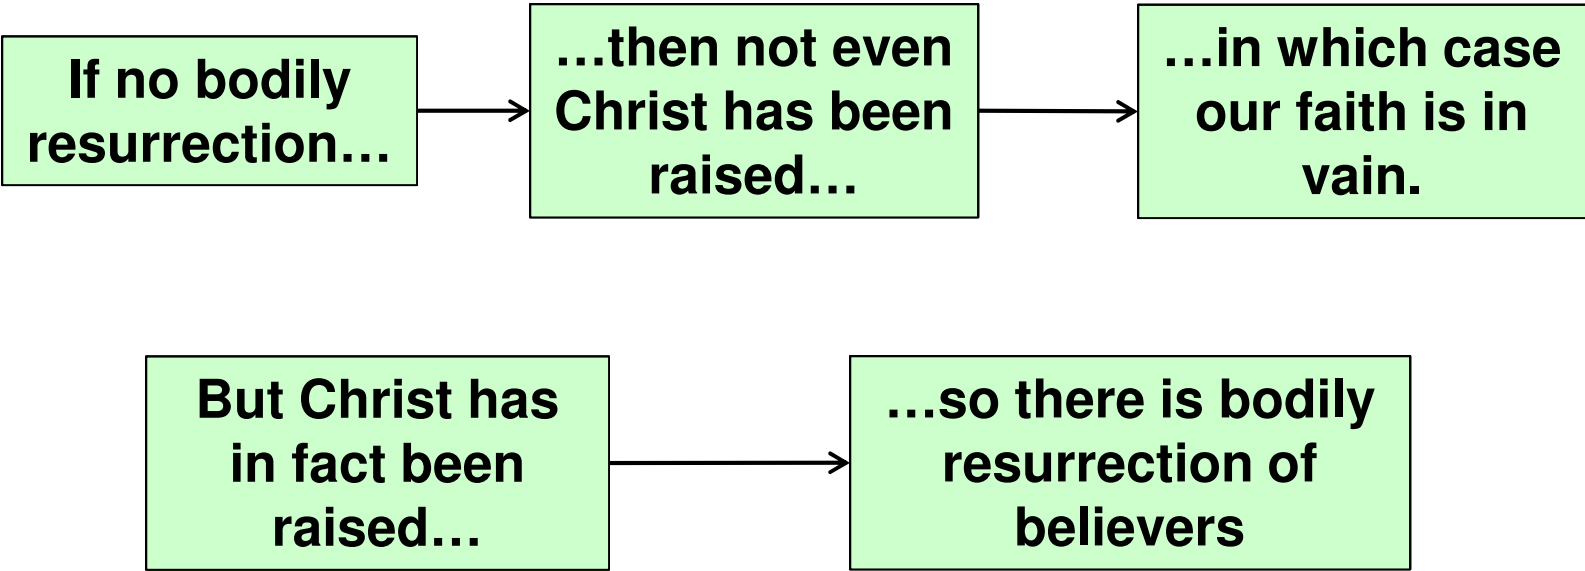 If no bodily
resurrection…
…then not even
Christ has been
raised…
…in which case
our faith is in
vain.
But Christ has
in fact been
raised…
…so there is bodily
resurrection of
believers